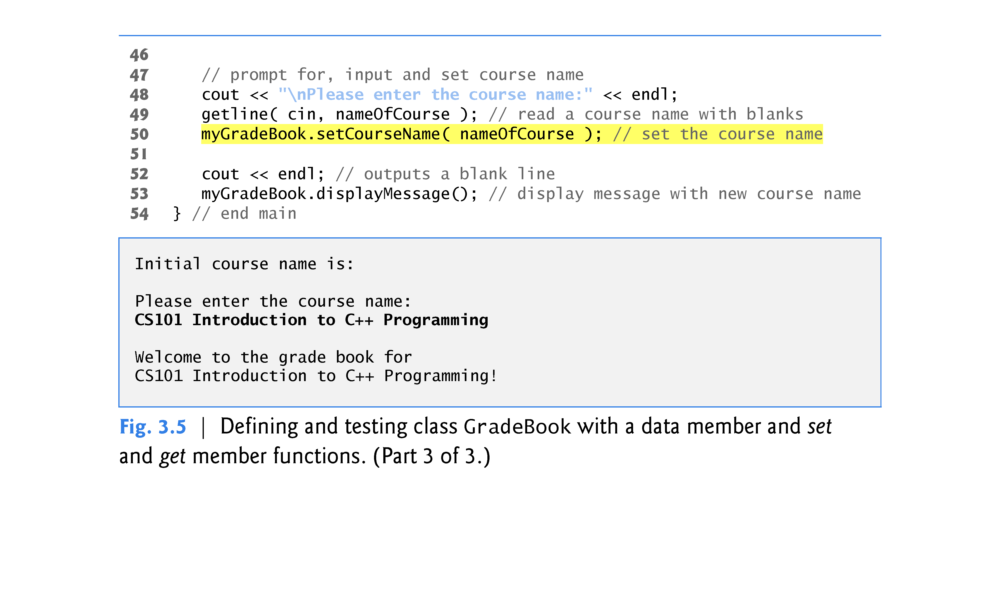 46
47 // prompt for, input and set course name
48 cout << "\nPlease enter the course name:" << endl;
49 getline( cin, nameOfCourse ); // read a course name with blanks
50 myGradeBook.setCourseName( nameOfCourse ); // set the course name
51
52 cout << endl; // outputs a blank line
53 myGradeBook.displayMessage(); // display message with new course name
54 } // end main
Initial course name is:
Please enter the course name:
CS101 Introduction to C++ Programming
Welcome to the grade book for
CS101 Introduction to C++ Programming!
Fig. 3.5 | Defining and testing class GradeBook with a data member and set
and get member functions. (Part 3 of 3.)